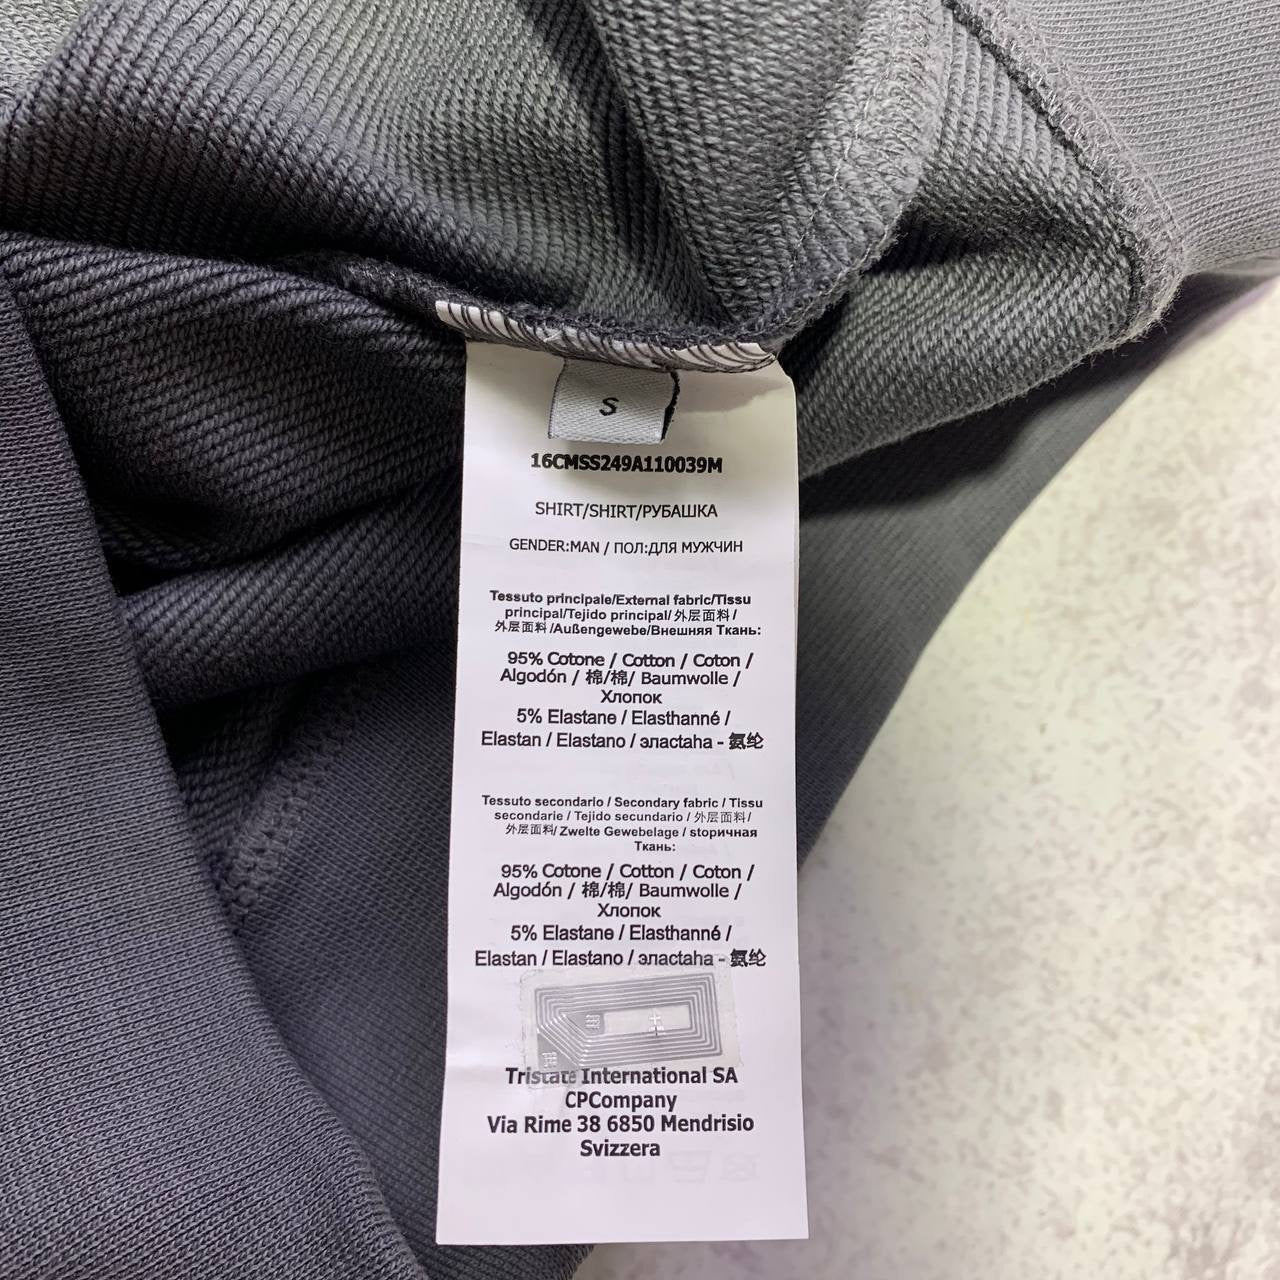 S
16CMSS249A110039M
SHIRT/SHIRT/РУБАШКА
GENDER:MAN / ПОЛ:ДЛЯ МУЖЧИН
Tessuto principale/External fabric/Tissu
principal/Tejido principal/ 外层面料/
外层面料/Außengewebe/Внешняя Ткань:
95% Cotone / Cotton / Coton /
Algodón / 棉/棉/ Baumwolle /
Хлопок
5% Elastane / Elasthanné /
Elastan / Elastano / эластаha - 氨纶
Tessuto secondario / Secondary fabric / Tissu
secondarie / Tejido secundario / 外层面料/
外层面料/ Zwelte Gewebelage / sторичная
Ткань:
95% Cotone / Cotton / Coton /
Algodón / 棉/棉/ Baumwolle /
Хлопок
5% Elastane / Elasthanné /
Elastan / Elastano / эластаha - 氨纶
Tristate International SA
CPCompany
Via Rime 38 6850 Mendrisio
Svizzera